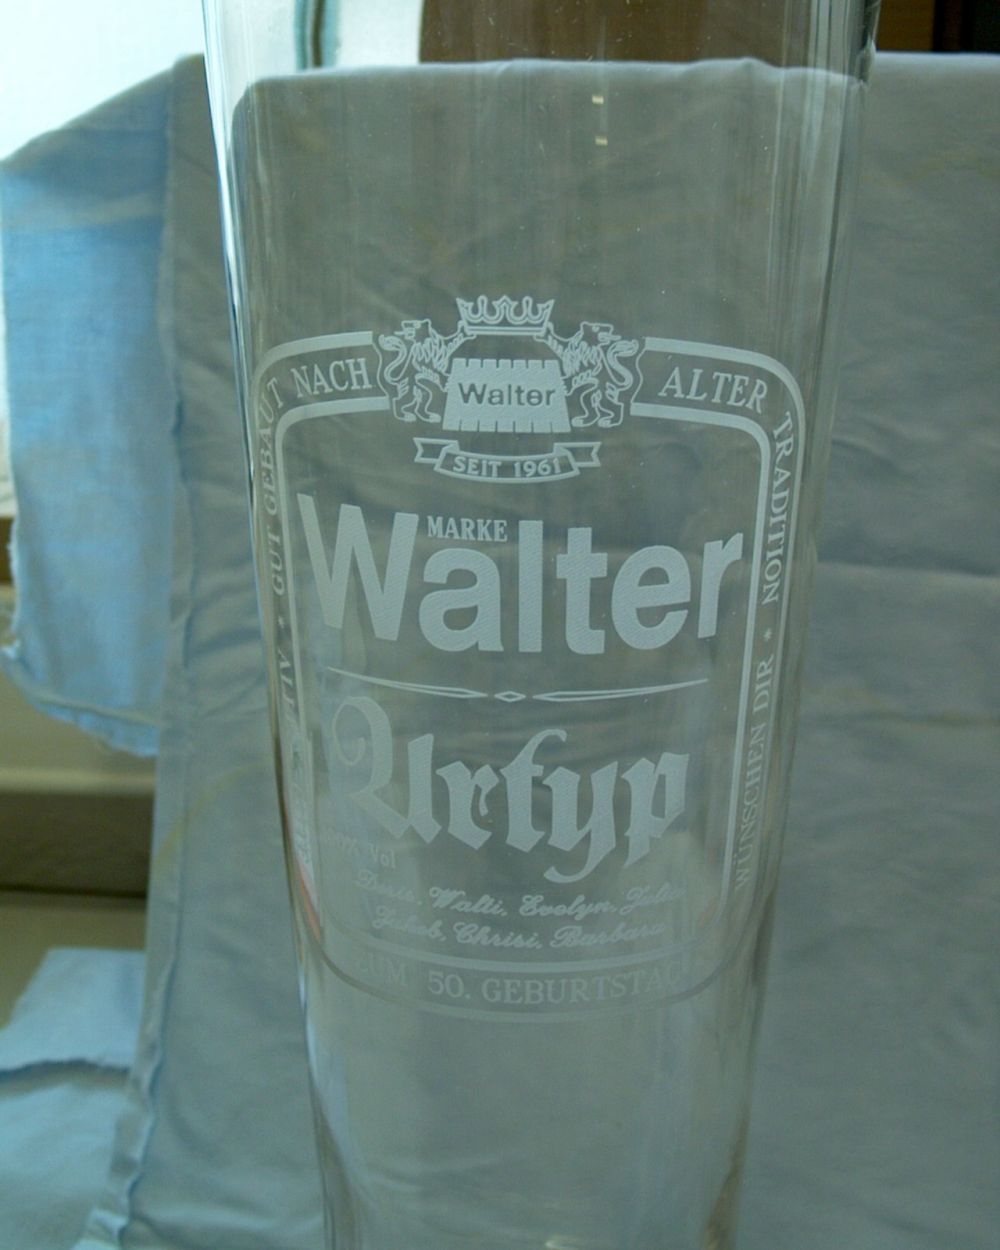 GUT GEBAUT NACH
ALTER TRADITION * WÜNSCHEN DIR
Walter
SEIT 1961
MARKE
Walter
Urtyp
Vol
Doris, Walti, Evelyn, Julia
Jakob, Chrisi, Barbara
ZUM 50. GEBURTSTAG